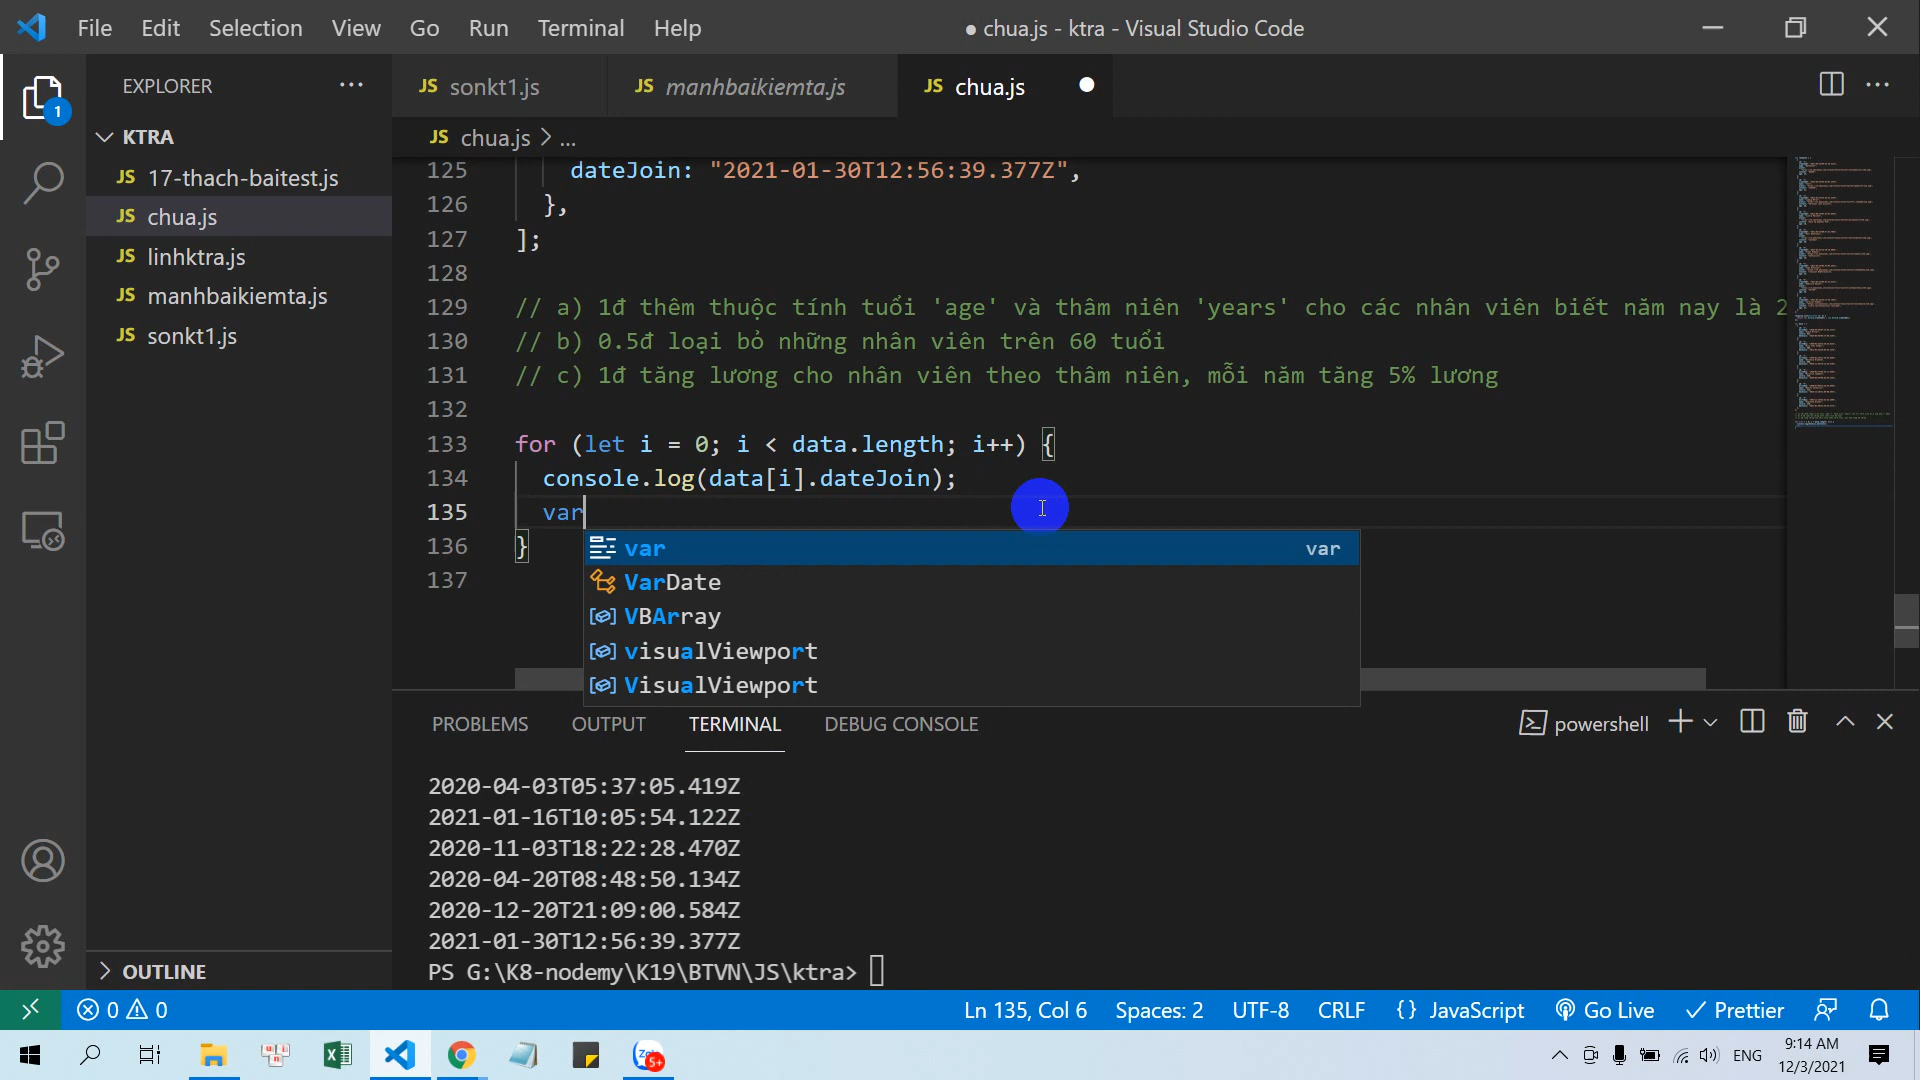 File Edit Selection View Go Run Terminal Help
● chua.js - ktra - Visual Studio Code
EXPLORER ···
JS sonkt1.js
JS manhbaikiemta.js
JS chua.js
1
KTRA
JS 17-thach-baitest.js
JS chua.js
JS linhktra.js
JS manhbaikiemta.js
JS sonkt1.js
OUTLINE
JS chua.js > ...
125 dateJoin: "2021-01-30T12:56:39.377Z",
126 },
127 ];
128
129 // a) 1đ thêm thuộc tính tuổi 'age' và thâm niên 'years' cho các nhân viên biết năm nay là 2
130 // b) 0.5đ loại bỏ những nhân viên trên 60 tuổi
131 // c) 1đ tăng lương cho nhân viên theo thâm niên, mỗi năm tăng 5% lương
132
133 for (let i = 0; i < data.length; i++) {
134 console.log(data[i].dateJoin);
135 var
136 }
137
var var
VarDate
VBArray
visualViewport
VisualViewport
PROBLEMS OUTPUT TERMINAL DEBUG CONSOLE
powershell
2020-04-03T05:37:05.419Z
2021-01-16T10:05:54.122Z
2020-11-03T18:22:28.470Z
2020-04-20T08:48:50.134Z
2020-12-20T21:09:00.584Z
2021-01-30T12:56:39.377Z
PS G:\K8-nodemy\K19\BTVN\JS\ktra>
0 0
Ln 135, Col 6 Spaces: 2 UTF-8 CRLF {} JavaScript Go Live Prettier
5+
ENG
9:14 AM
12/3/2021